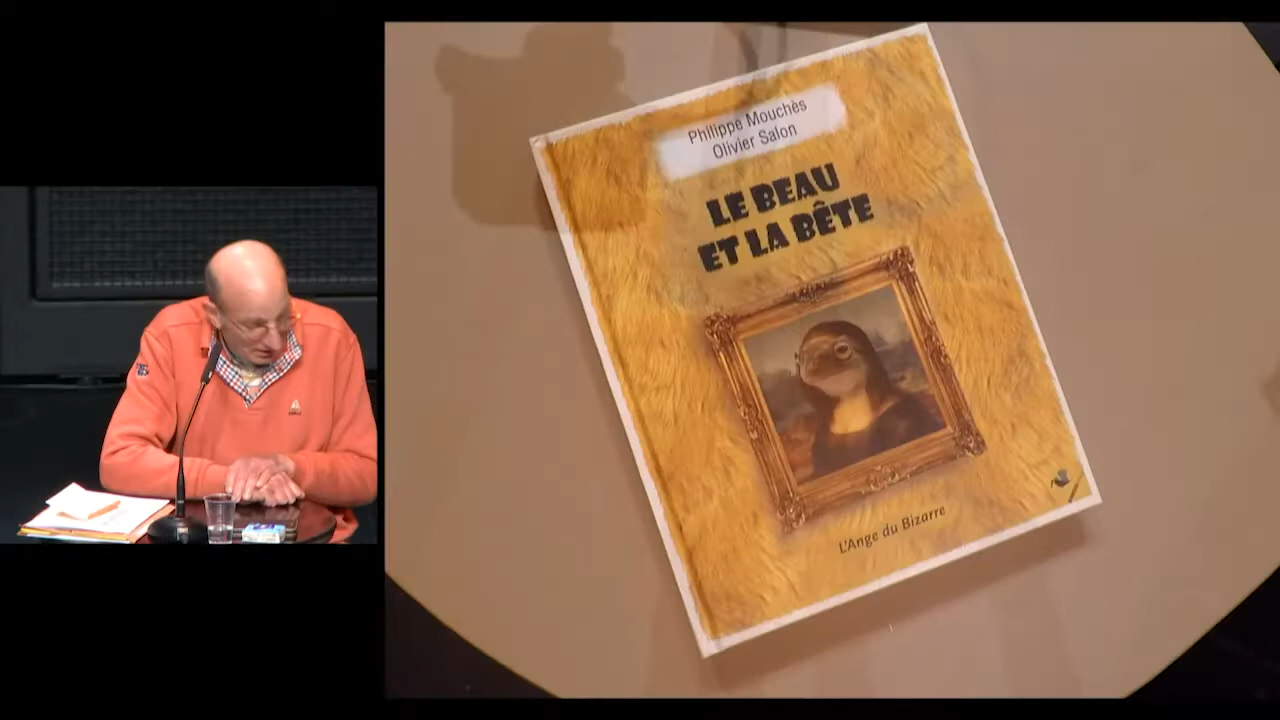 Philippe Mouchès
Olivier Salon
LE BEAU
ET LA BÊTE
L'Ange du Bizarre